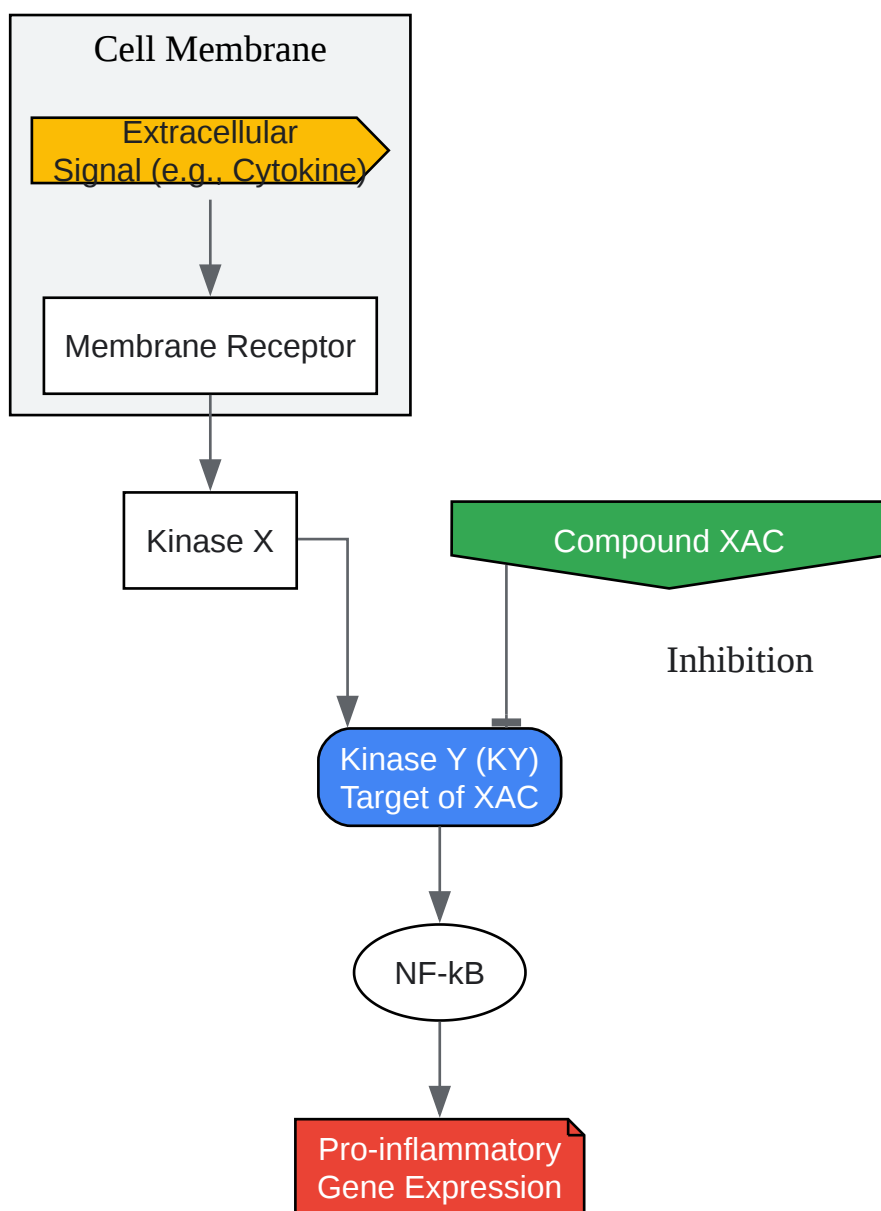 Cell Membrane
Extracellular
Signal (e.g., Cytokine)
Membrane Receptor
Kinase X
Compound XAC
Inhibition
Kinase Y (KY)
Target of XAC
NF-kB
Pro-inflammatory
Gene Expression